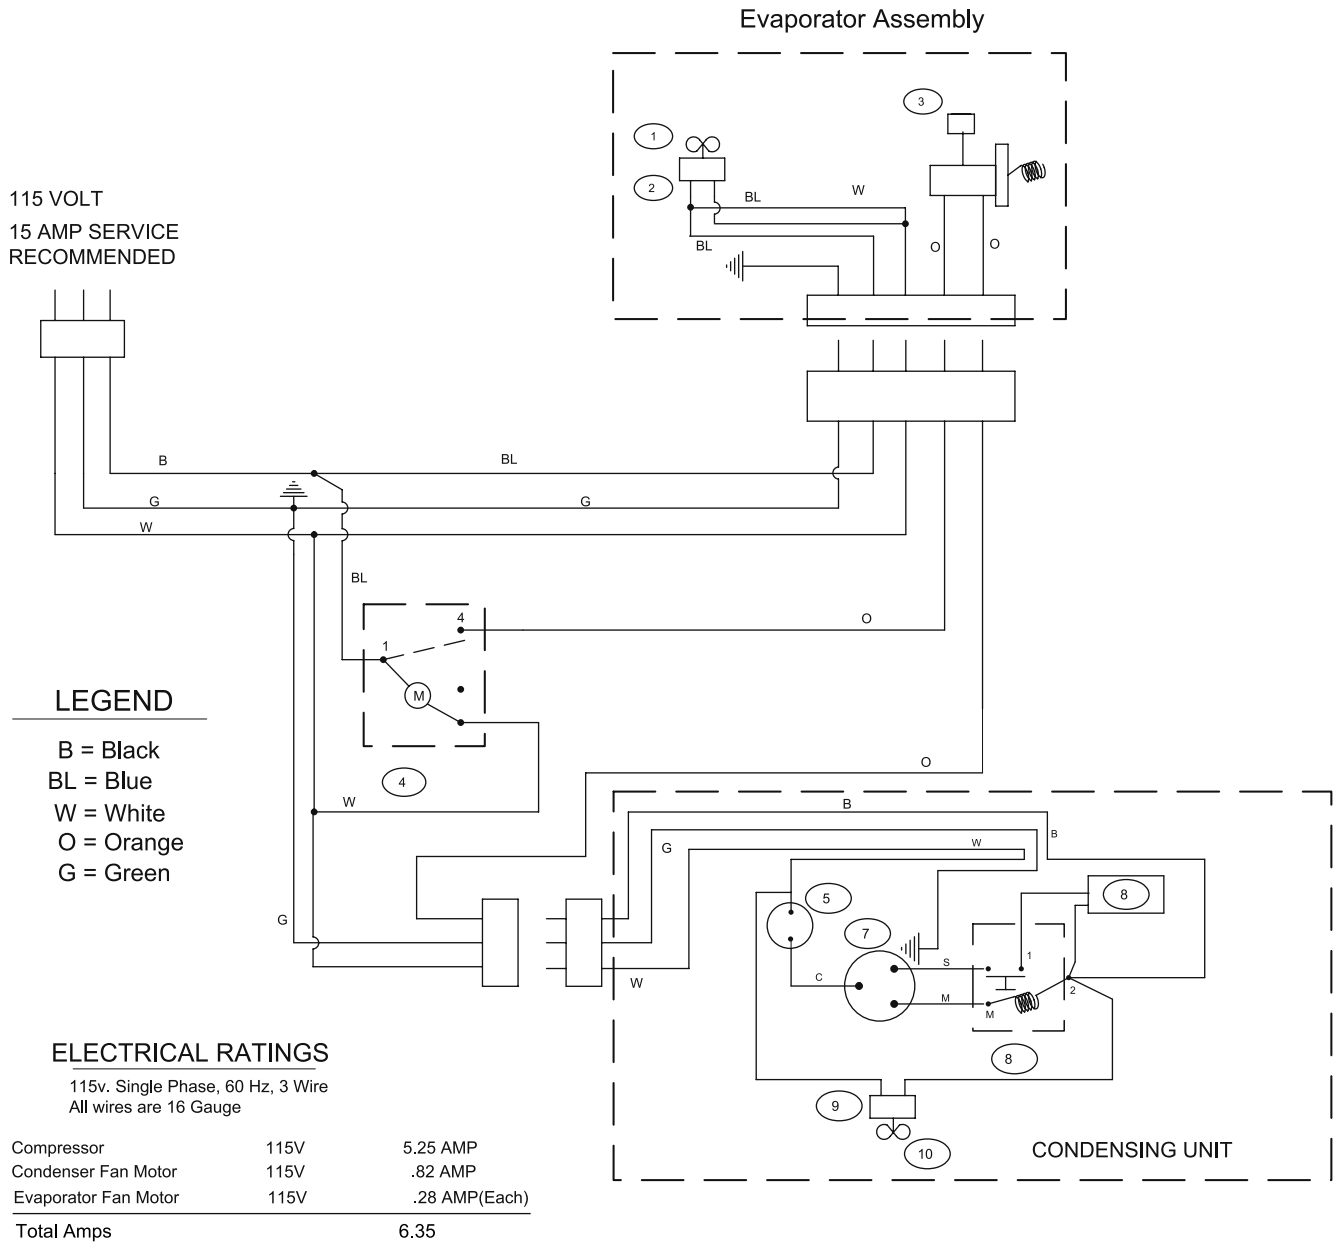 Evaporator Assembly
3
1
2
BL
W
BL
O
O
115 VOLT
15 AMP SERVICE
RECOMMENDED
B
BL
G
G
W
BL
4
1
M
O
4
W
O
LEGEND
B = Black
BL = Blue
W = White
O = Orange
G = Green
G
B
B
G
W
W
5
7
8
S
1
C
M
M
2
8
9
10
CONDENSING UNIT
ELECTRICAL RATINGS
115v. Single Phase, 60 Hz, 3 Wire
All wires are 16 Gauge
Compressor 115V 5.25 AMP
Condenser Fan Motor 115V .82 AMP
Evaporator Fan Motor 115V .28 AMP(Each)
Total Amps 6.35